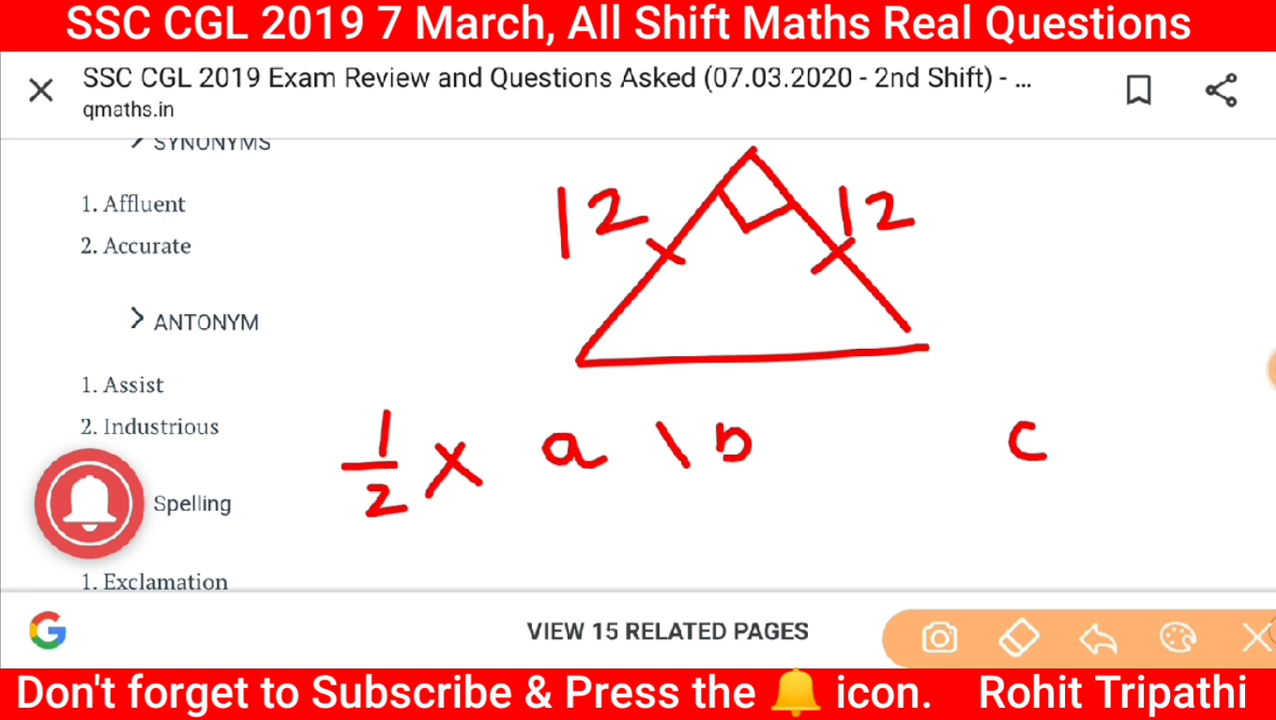 SSC CGL 2019 7 March, All Shift Maths Real Questions
SSC CGL 2019 Exam Review and Questions Asked (07.03.2020 - 2nd Shift) - ...
qmaths.in
SYNONYMS
1. Affluent
2. Accurate
ANTONYM
1. Assist
2. Industrious
Spelling
1. Exclamation
12 12
1/2 × a \ b c
VIEW 15 RELATED PAGES
Don't forget to Subscribe & Press the 🔔 icon. Rohit Tripathi